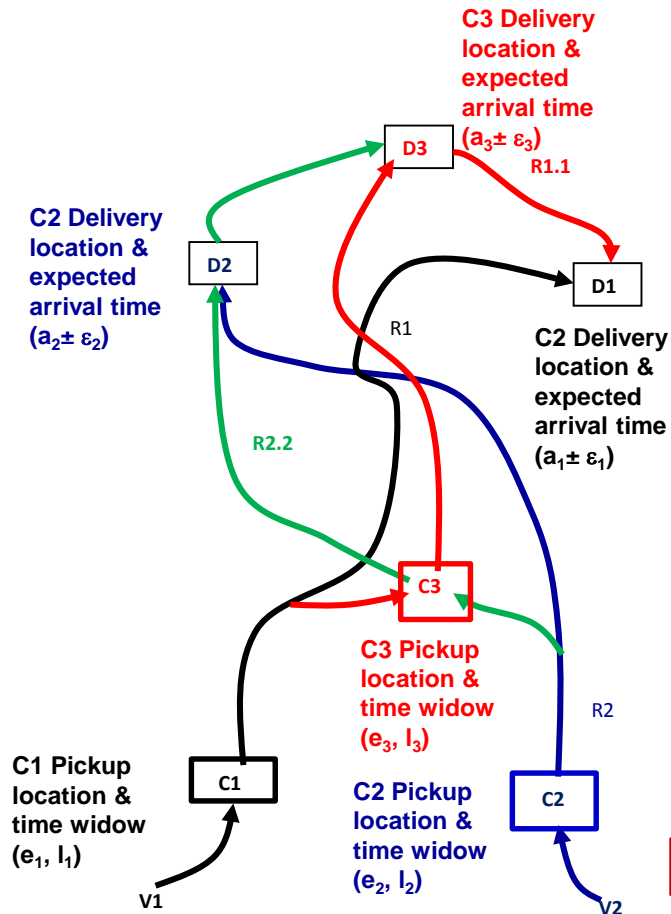 C3 Delivery
location &
expected
arrival time
(a3± ε3)
D3
R1.1
C2 Delivery
location &
expected
arrival time
(a2± ε2)
D2
D1
R1
C2 Delivery
location &
expected
arrival time
(a1± ε1)
R2.2
C3
C3 Pickup
location &
time widow
(e3, l3)
R2
C1 Pickup
location &
time widow
(e1, l1)
C1
C2 Pickup
location &
time widow
(e2, l2)
C2
V1
V2